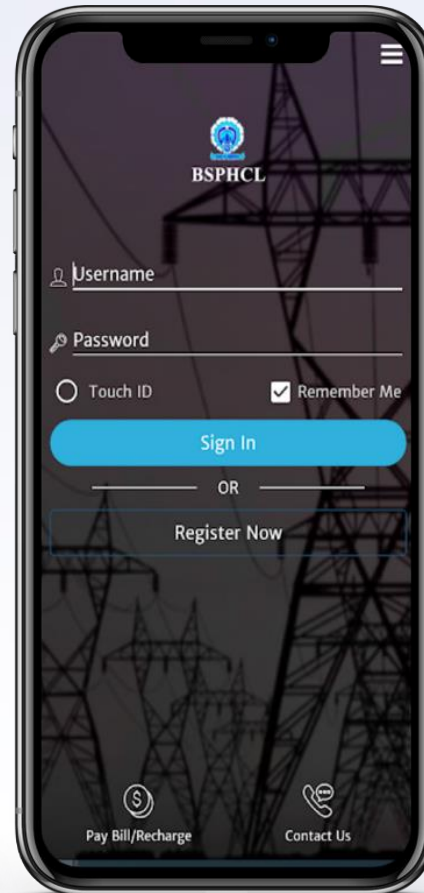 BSPHCL
Username
Password
Touch ID
Remember Me
Sign In
OR
Register Now
Pay Bill/Recharge
Contact Us